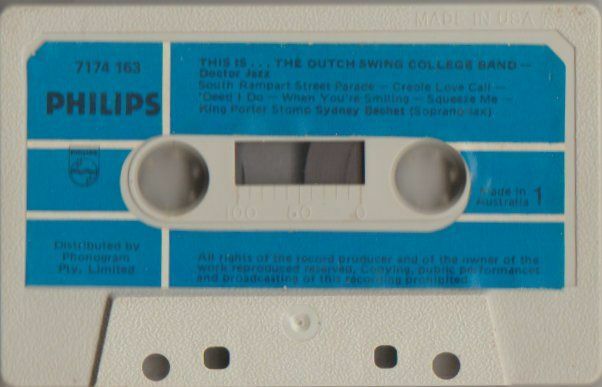 MADE IN USA
7174 163
PHILIPS
THIS IS . . . THE DUTCH SWING COLLEGE BAND —
Doctor Jazz
South Rampart Street Parade — Creole Love Call —
'Deed I Do — When You're Smiling — Squeeze Me —
King Porter Stomp Sydney Bechet (Soprano Sax)
PHILIPS
100 50 0
Made in
Australia 1
Distributed by
Phonogram
Pty. Limited
All rights of the record producer and of the owner of the
work reproduced reserved. Copying, public performances
and broadcasting of this recording prohibited